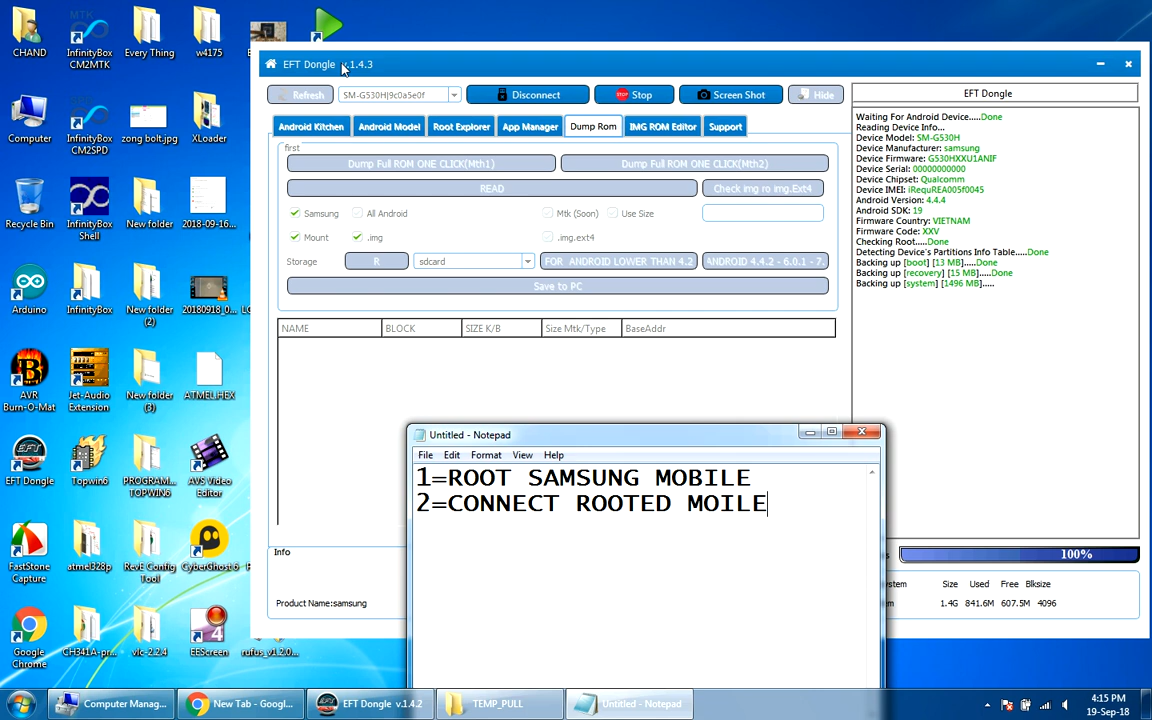 CHAND
InfinityBox CM2MTK
Every Thing
w4175
Computer
InfinityBox CM2SPD
zong bolt.jpg
XLoader
Recycle Bin
InfinityBox Shell
New folder
2018-09-16...
Arduino
InfinityBox
New folder (2)
20180918_0...
AVR Burn-O-Mat
Jet-Audio Extension
New folder (3)
ATMEL.HEX
EFT Dongle
Topwin6
PROGRAM... TOPWIN6
AVS Video Editor
FastStone Capture
atmel328p
RevE Config Tool
CyberGhost 6
Google Chrome
CH341A-pr...
vlc-2.2.4
EEScreen
rufus_v1.2.0...
EFT Dongle v.1.4.3
Refresh
SM-G530H|9c0a5e0f
Disconnect
Stop
Screen Shot
Hide
Android Kitchen
Android Model
Root Explorer
App Manager
Dump Rom
IMG ROM Editor
Support
first
Dump Full ROM ONE CLICK(Mth1)
Dump Full ROM ONE CLICK(Mth2)
READ
Check img ro img.Ext4
Samsung
All Android
Mtk (Soon)
Use Size
Mount
.img
.img.ext4
Storage
R
sdcard
FOR ANDROID LOWER THAN 4.2
ANDROID 4.4.2 - 6.0.1 - 7.
Save to PC
NAME BLOCK SIZE K/B Size Mtk/Type BaseAddr
Info
Product Name:samsung
EFT Dongle
Waiting For Android Device....Done
Reading Device Info...
Device Model: SM-G530H
Device Manufacturer: samsung
Device Firmware: G530HXXU1ANIF
Device Serial: 00000000000
Device Chipset: Qualcomm
Device IMEI: iRequREA005f0045
Android Version: 4.4.4
Android SDK: 19
Firmware Country: VIETNAM
Firmware Code: XXV
Checking Root....Done
Detecting Device's Partitions Info Table....Done
Backing up [boot] [13 MB]....Done
Backing up [recovery] [15 MB]....Done
Backing up [system] [1496 MB]....
100%
Size Used Free Blksize
1.4G 841.6M 607.5M 4096
Untitled - Notepad
File Edit Format View Help
1=ROOT SAMSUNG MOBILE
2=CONNECT ROOTED MOILE
Computer Manag...
New Tab - Googl...
EFT Dongle v.1.4.2
TEMP_PULL
Untitled - Notepad
4:15 PM
19-Sep-18